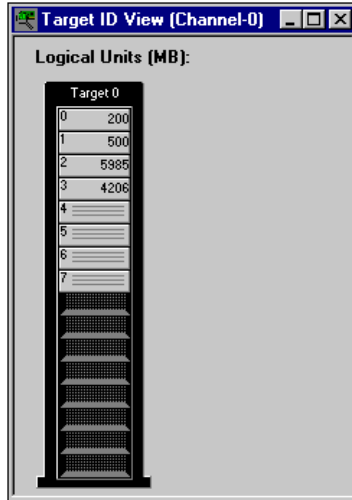 Target ID View (Channel-0)
Logical Units (MB):
Target 0
0 200
1 500
2 5985
3 4206
4
5
6
7